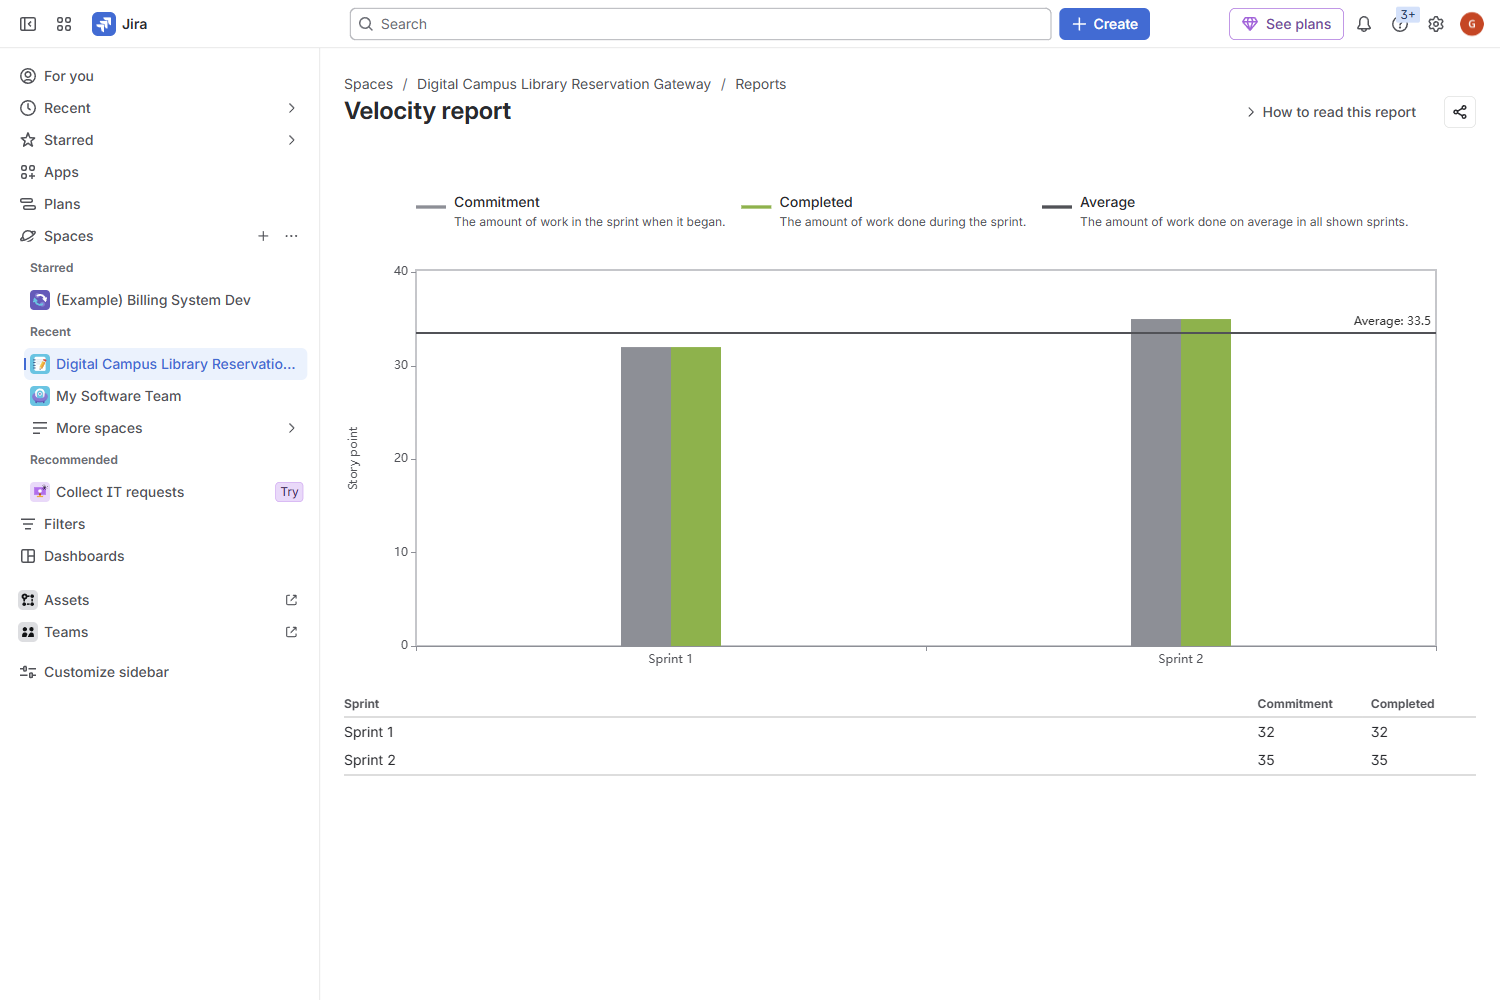 Jira
Search
Create
See plans
3+
G
For you
Recent
Starred
Apps
Plans
Spaces
Starred
(Example) Billing System Dev
Recent
Digital Campus Library Reservatio...
My Software Team
More spaces
Recommended
Collect IT requests
Try
Filters
Dashboards
Assets
Teams
Customize sidebar
Spaces / Digital Campus Library Reservation Gateway / Reports
Velocity report
How to read this report
Commitment
The amount of work in the sprint when it began.
Completed
The amount of work done during the sprint.
Average
The amount of work done on average in all shown sprints.
40
30
20
10
0
Story point
Average: 33.5
Sprint 1
Sprint 2
Sprint Commitment Completed
Sprint 1 32 32
Sprint 2 35 35